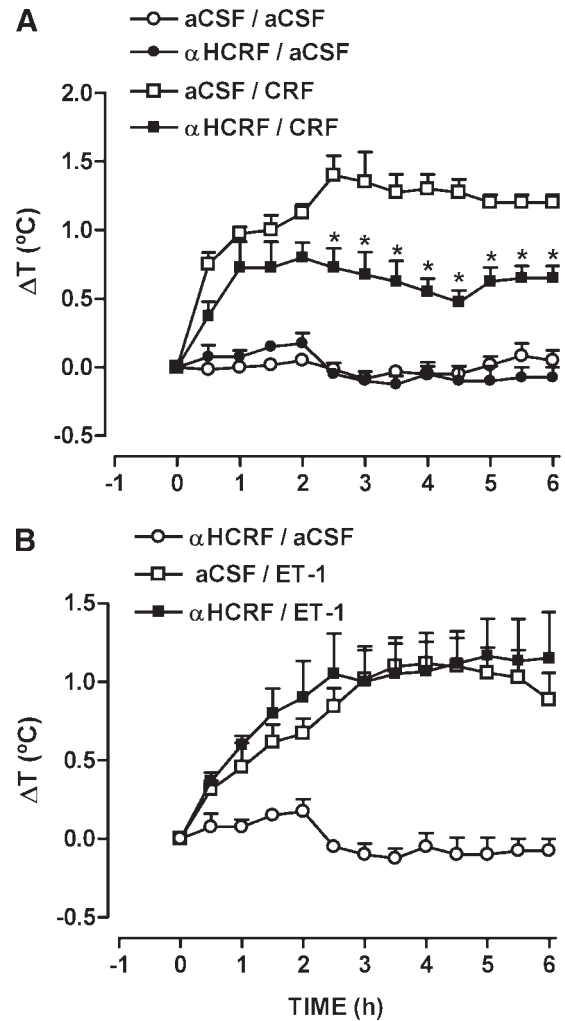 A
aCSF / aCSF
αHCRF / aCSF
aCSF / CRF
αHCRF / CRF
2.0
1.5
1.0
0.5
0.0
-0.5
ΔT (ºC)
* * * * * * * *
-1 0 1 2 3 4 5 6
B
αHCRF / aCSF
aCSF / ET-1
αHCRF / ET-1
1.5
1.0
0.5
0.0
-0.5
ΔT (ºC)
-1 0 1 2 3 4 5 6
TIME (h)